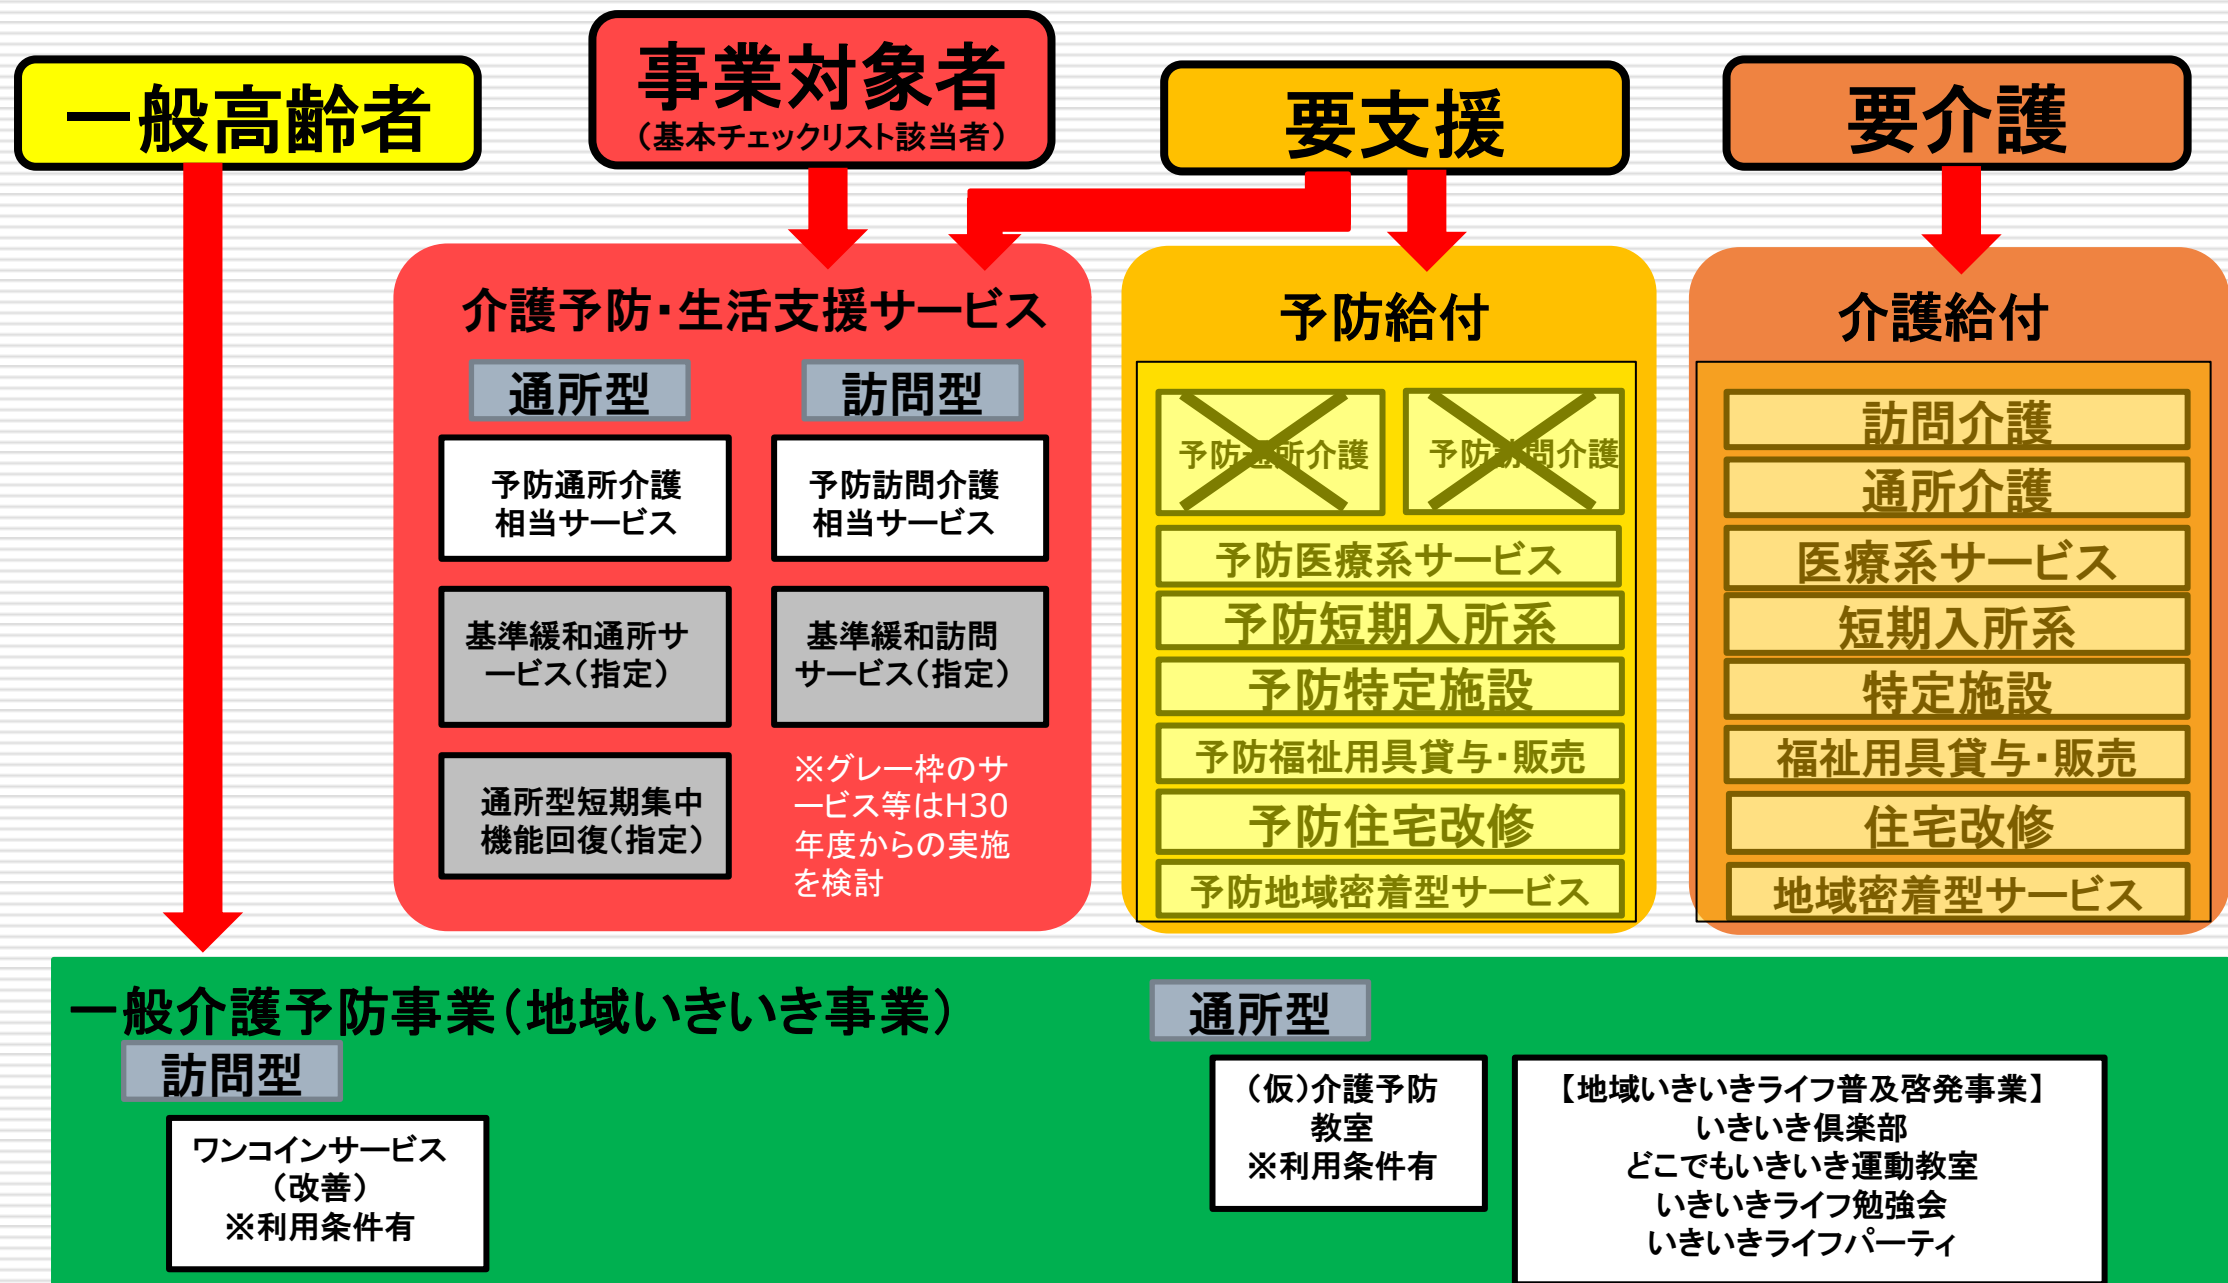 一般高齢者
事業対象者
（基本チェックリスト該当者）
要支援
要介護
介護予防・生活支援サービス
通所型
訪問型
予防通所介護
相当サービス
予防訪問介護
相当サービス
基準緩和通所サ
ービス（指定）
基準緩和訪問
サービス（指定）
通所型短期集中
機能回復（指定）
※グレー枠のサ
ービス等はH30
年度からの実施
を検討
予防給付
予防通所介護
予防訪問介護
予防医療系サービス
予防短期入所系
予防特定施設
予防福祉用具貸与・販売
予防住宅改修
予防地域密着型サービス
介護給付
訪問介護
通所介護
医療系サービス
短期入所系
特定施設
福祉用具貸与・販売
住宅改修
地域密着型サービス
一般介護予防事業（地域いきいき事業）
訪問型
ワンコインサービス
（改善）
※利用条件有
通所型
（仮）介護予防
教室
※利用条件有
【地域いきいきライフ普及啓発事業】
いきいき倶楽部
どこでもいきいき運動教室
いきいきライフ勉強会
いきいきライフパーティ